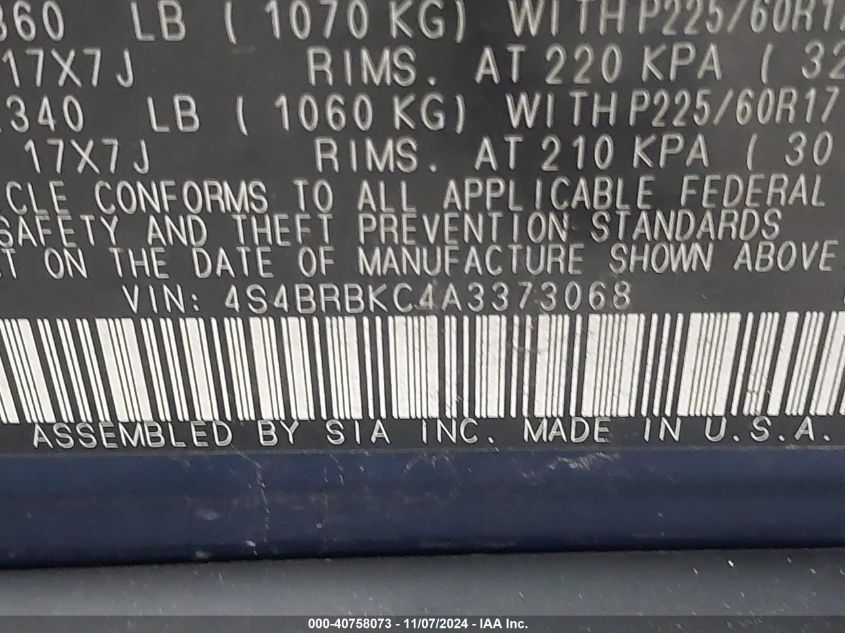 360 LB ( 1070 KG) WITH P225/60R17
17X7J RIMS. AT 220 KPA ( 32
340 LB ( 1060 KG) WITH P225/60R17
17X7J RIMS. AT 210 KPA ( 30
CLE CONFORMS TO ALL APPLICABLE FEDERAL
SAFETY AND THEFT PREVENTION STANDARDS
T ON THE DATE OF MANUFACTURE SHOWN ABOVE
VIN: 4S4BRBKC4A3373068
ASSEMBLED BY SIA INC. MADE IN U.S.A.
000-40758073 - 11/07/2024 - IAA Inc.